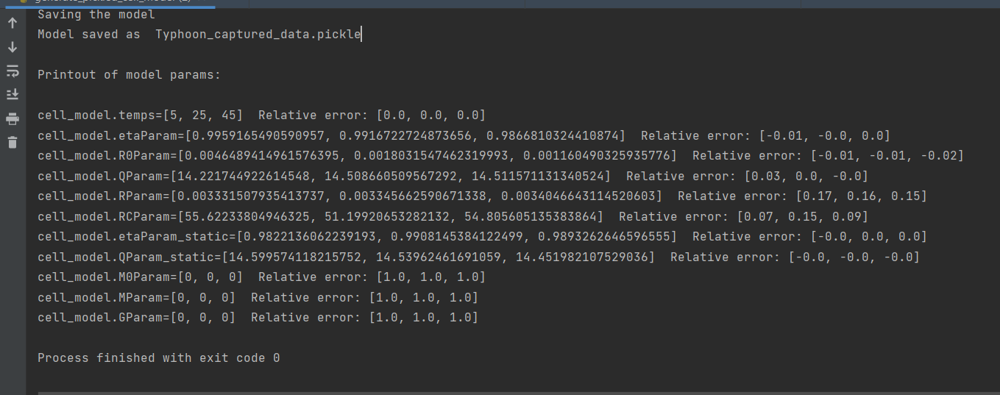 Saving the model
Model saved as  Typhoon_captured_data.pickle
Printout of model params:
cell_model.temps=[5, 25, 45]  Relative error: [0.0, 0.0, 0.0]
cell_model.etaParam=[0.9959165490590957, 0.9916722724873656, 0.9866810324410874]  Relative error: [-0.01, -0.0, 0.0]
cell_model.R0Param=[0.0046489414961576395, 0.0018031547462319993, 0.001160490325935776]  Relative error: [-0.01, -0.01, -0.02]
cell_model.QParam=[14.221744922614548, 14.508660509567292, 14.511571131340524]  Relative error: [0.03, 0.0, -0.0]
cell_model.RParam=[0.003331507935413737, 0.003345662590671338, 0.0034046643114520603]  Relative error: [0.17, 0.16, 0.15]
cell_model.RCParam=[55.62233804946325, 51.19920653282132, 54.805605135383864]  Relative error: [0.07, 0.15, 0.09]
cell_model.etaParam_static=[0.9822136062239193, 0.9908145384122499, 0.9893262646596555]  Relative error: [-0.0, 0.0, 0.0]
cell_model.QParam_static=[14.599574118215752, 14.53962461691059, 14.451982107529036]  Relative error: [-0.0, -0.0, -0.0]
cell_model.M0Param=[0, 0, 0]  Relative error: [1.0, 1.0, 1.0]
cell_model.MParam=[0, 0, 0]  Relative error: [1.0, 1.0, 1.0]
cell_model.GParam=[0, 0, 0]  Relative error: [1.0, 1.0, 1.0]
Process finished with exit code 0